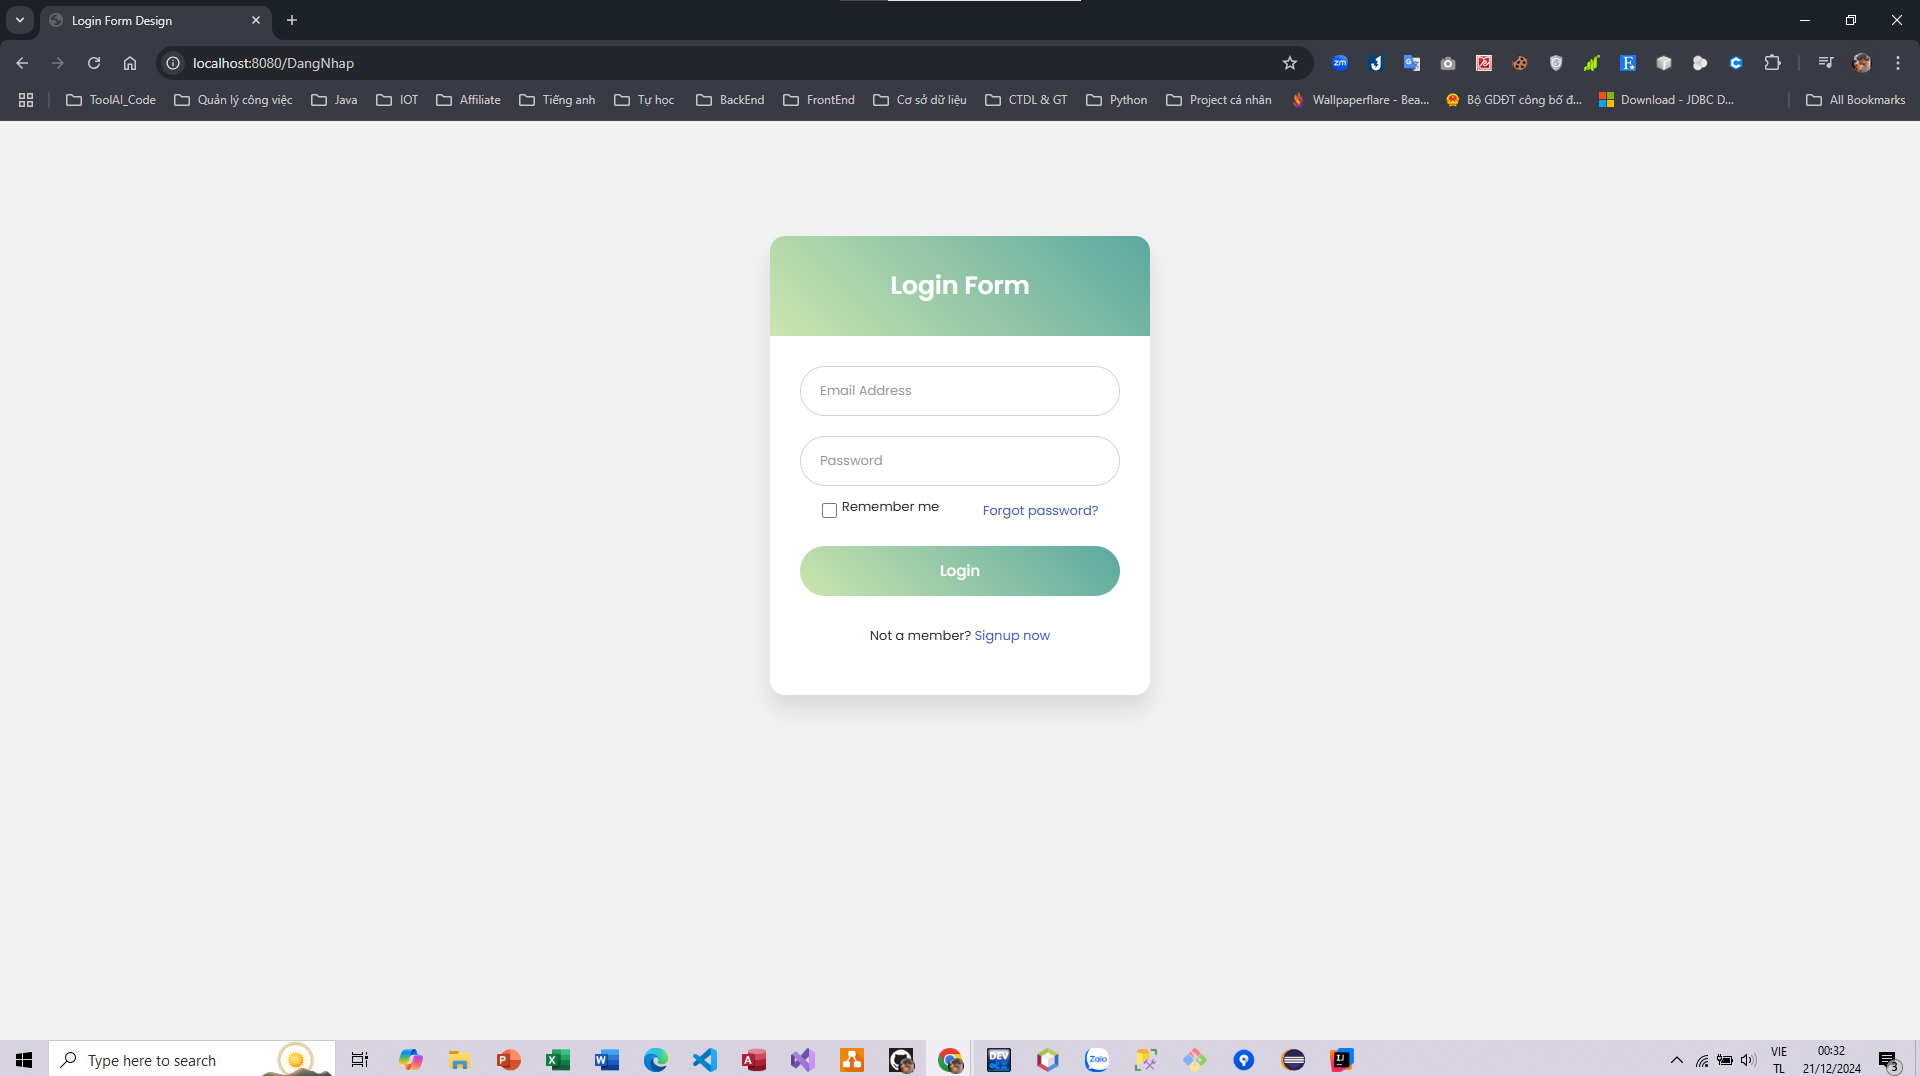 Login Form Design
localhost:8080/DangNhap
ToolAI_Code Quản lý công việc Java IOT Affiliate Tiếng anh Tự học BackEnd FrontEnd Cơ sở dữ liệu CTDL & GT Python Project cá nhân Wallpaperflare - Bea... Bộ GDĐT công bố đ... Download - JDBC D... All Bookmarks
Login Form
Email Address
Password
Remember me Forgot password?
Login
Not a member? Signup now
Type here to search
VIE 00:32
TL 21/12/2024 3